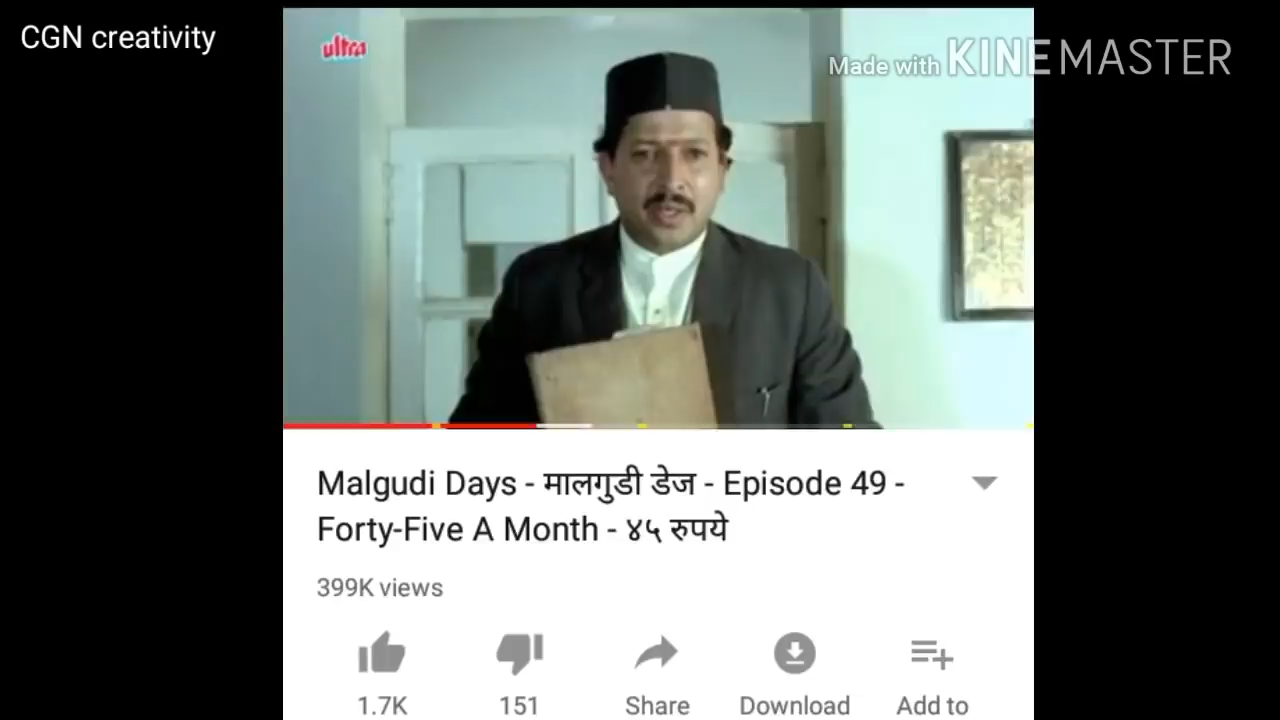 CGN creativity
ultra
Made with KINEMASTER
Malgudi Days - मालगुडी डेज - Episode 49 -
Forty-Five A Month - ४५ रुपये
399K views
1.7K 151 Share Download Add to